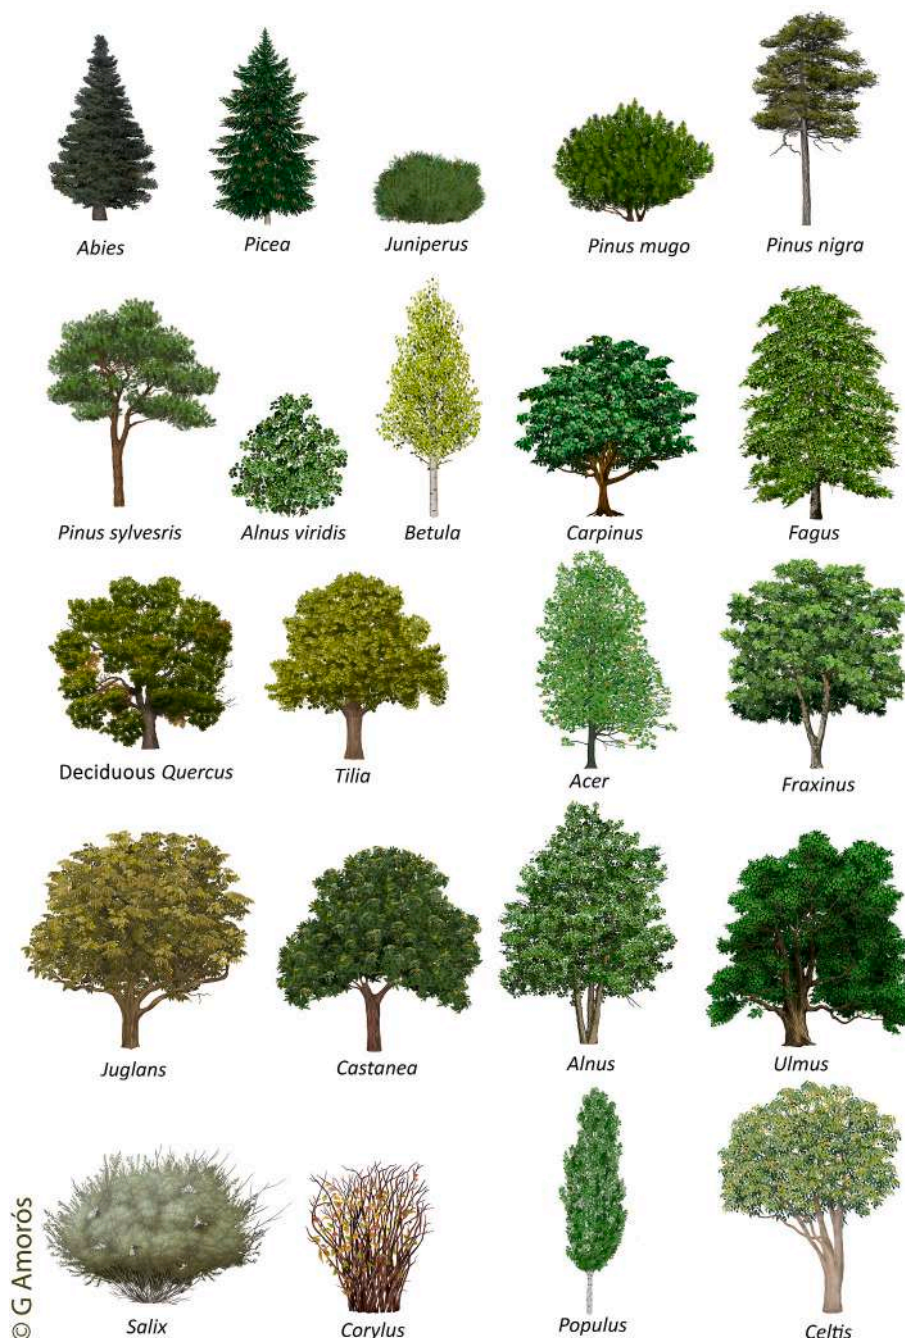 Abies
Picea
Juniperus
Pinus mugo
Pinus nigra
Pinus sylvesris
Alnus viridis
Betula
Carpinus
Fagus
Deciduous Quercus
Tilia
Acer
Fraxinus
Juglans
Castanea
Alnus
Ulmus
Salix
Corylus
Populus
Celtis
© G Amorós